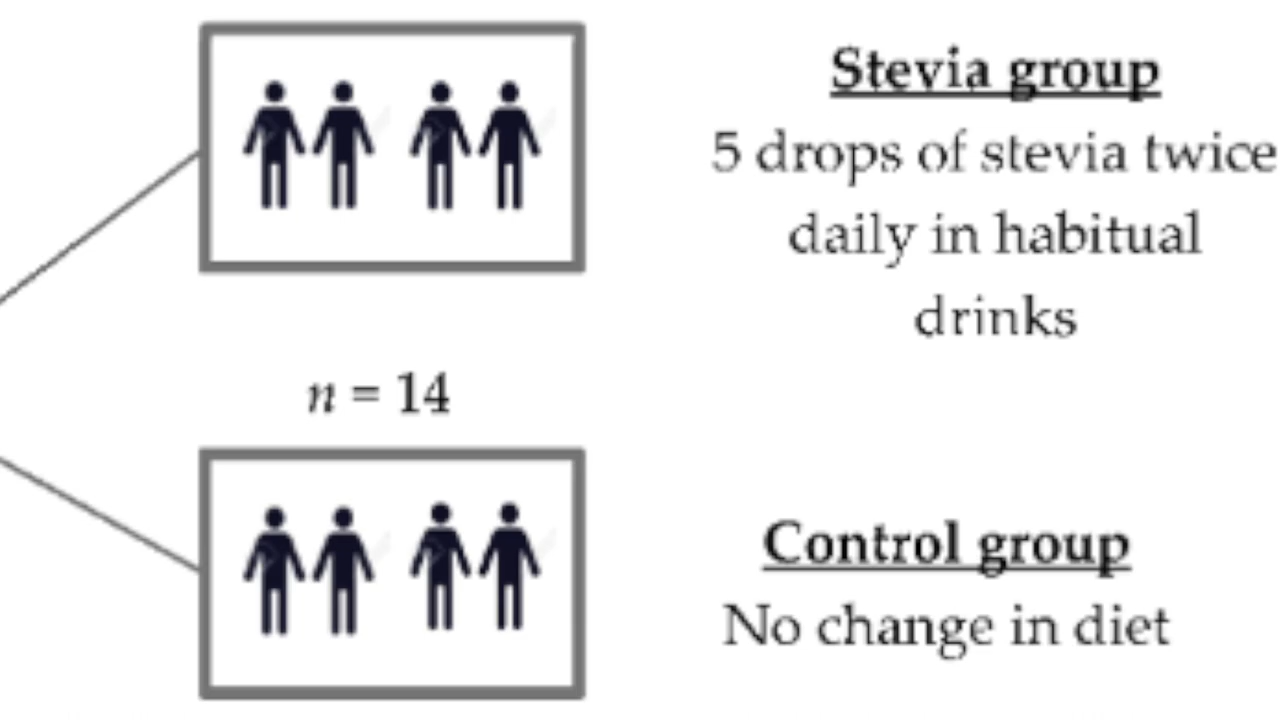 Stevia group
5 drops of stevia twice
daily in habitual
drinks
n = 14
Control group
No change in diet